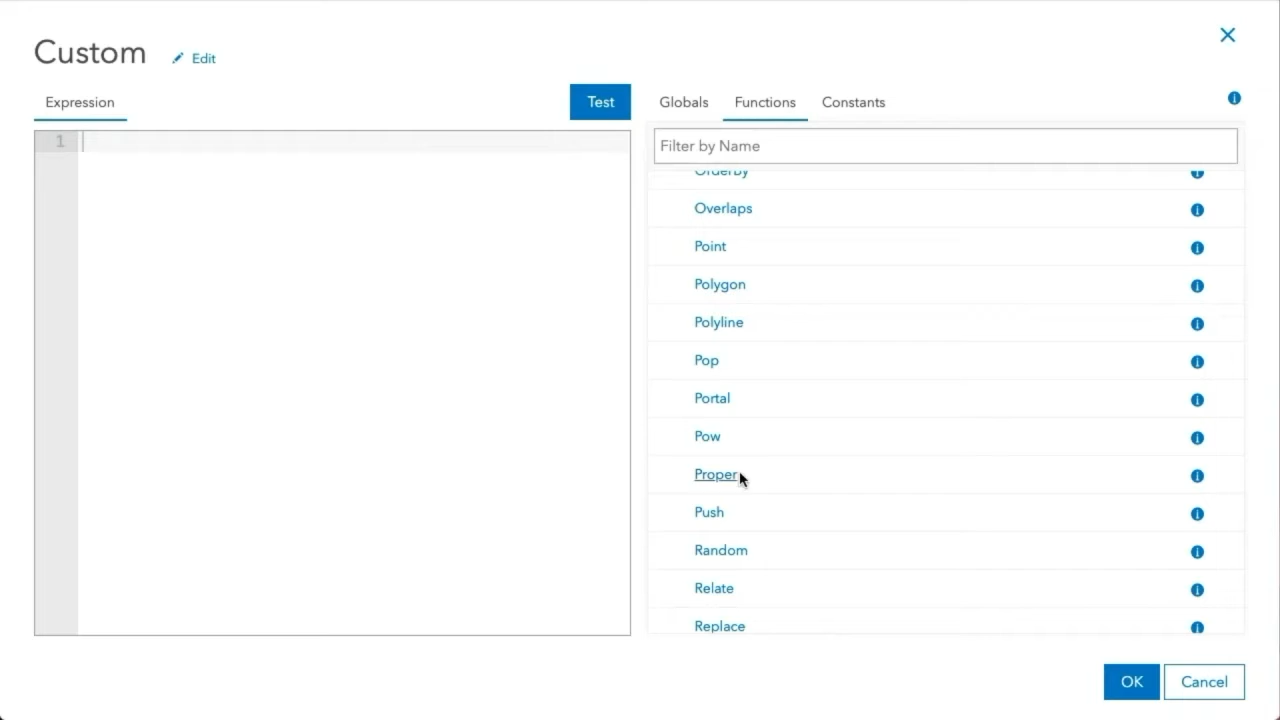 Custom
Edit
Expression
Test
Globals
Functions
Constants
1
Filter by Name
OrderBy
Overlaps
Point
Polygon
Polyline
Pop
Portal
Pow
Proper
Push
Random
Relate
Replace
OK
Cancel